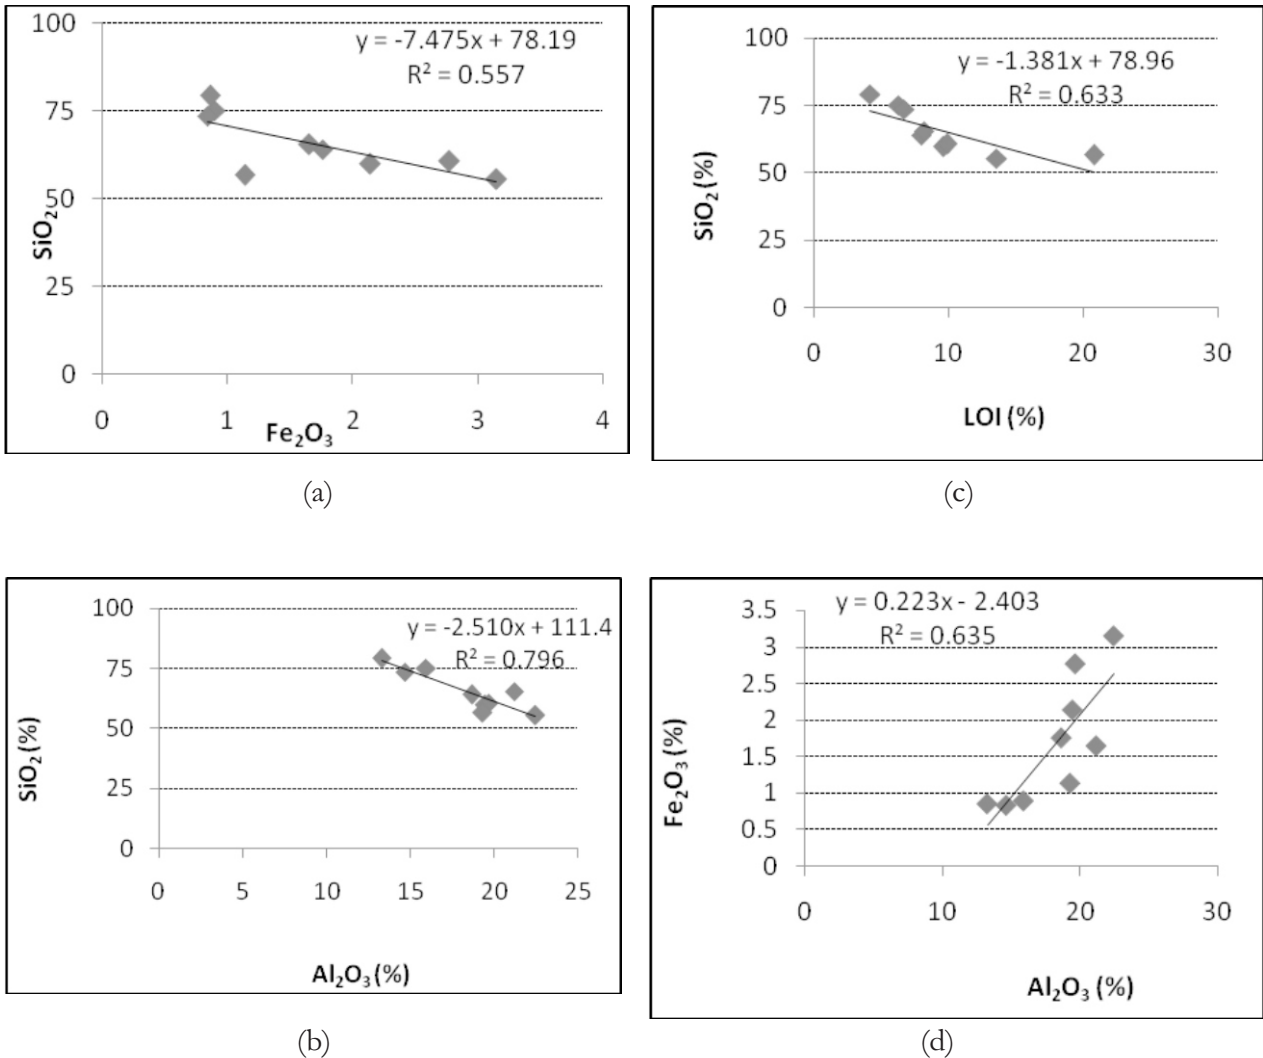 100
75
50
25
0
SiO₂
y = -7.475x + 78.19
R² = 0.557
0 1 2 3 4
Fe₂O₃
(a)
100
75
50
25
0
SiO₂ (%)
y = -1.381x + 78.96
R² = 0.633
0 10 20 30
LOI (%)
(c)
100
75
50
25
0
SiO₂ (%)
y = -2.510x + 111.4
R² = 0.796
0 5 10 15 20 25
Al₂O₃ (%)
(b)
3.5
3
2.5
2
1.5
1
0.5
0
Fe₂O₃ (%)
y = 0.223x - 2.403
R² = 0.635
0 10 20 30
Al₂O₃ (%)
(d)